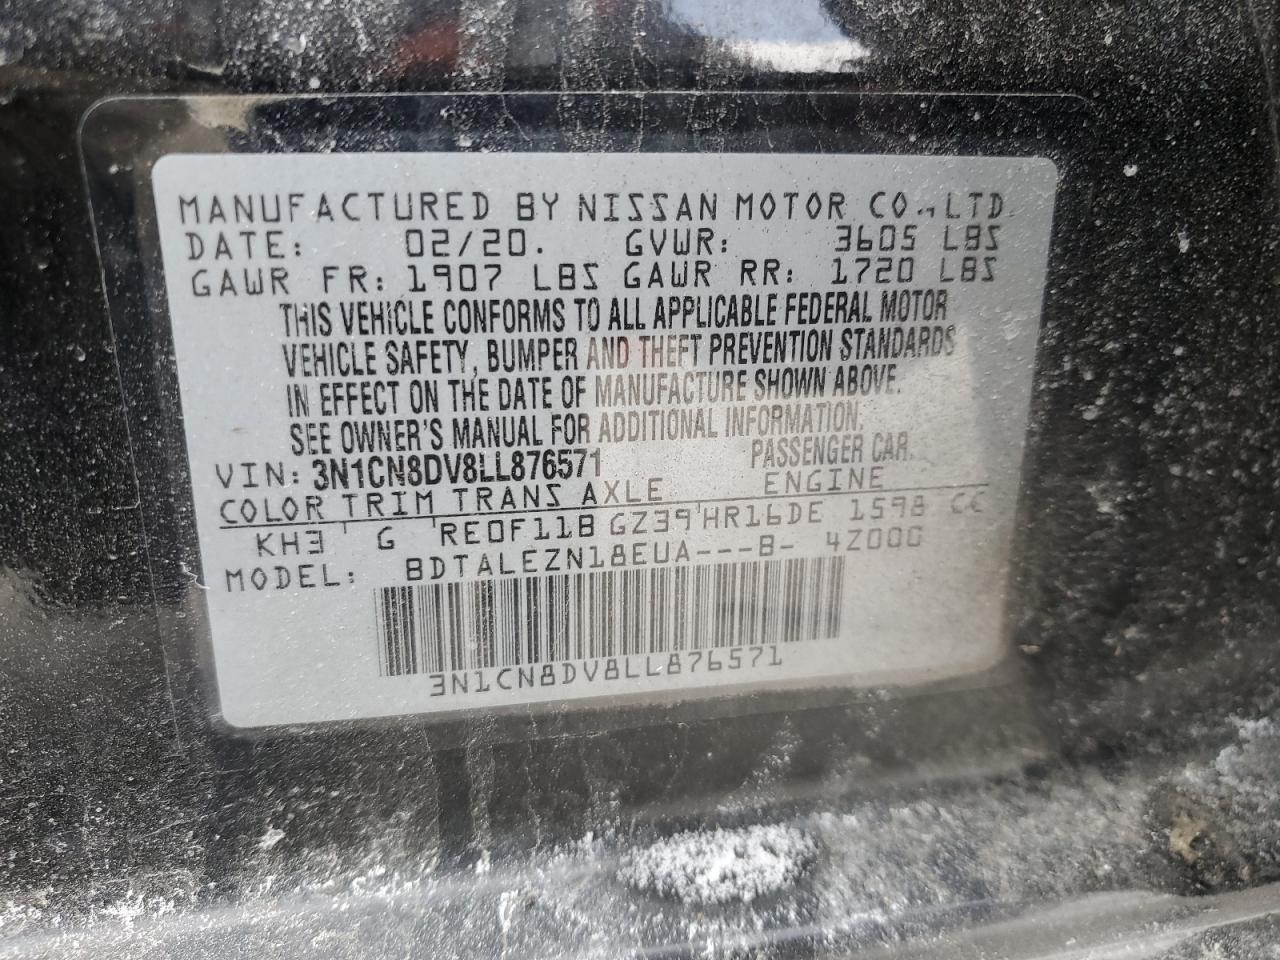 MANUFACTURED BY NISSAN MOTOR CO.,LTD.
DATE: 02/20. GVWR: 3605 LBS
GAWR FR: 1907 LBS GAWR RR: 1720 LBS
THIS VEHICLE CONFORMS TO ALL APPLICABLE FEDERAL MOTOR
VEHICLE SAFETY, BUMPER AND THEFT PREVENTION STANDARDS
IN EFFECT ON THE DATE OF MANUFACTURE SHOWN ABOVE.
SEE OWNER'S MANUAL FOR ADDITIONAL INFORMATION.
VIN: 3N1CN8DV8LL876571 PASSENGER CAR.
COLOR TRIM TRANS AXLE ENGINE
KH3 G RE0F11B GZ39 HR16DE 1598 CC
MODEL: BDTALEZN18EUA---B- 4Z00G
3N1CN8DV8LL876571